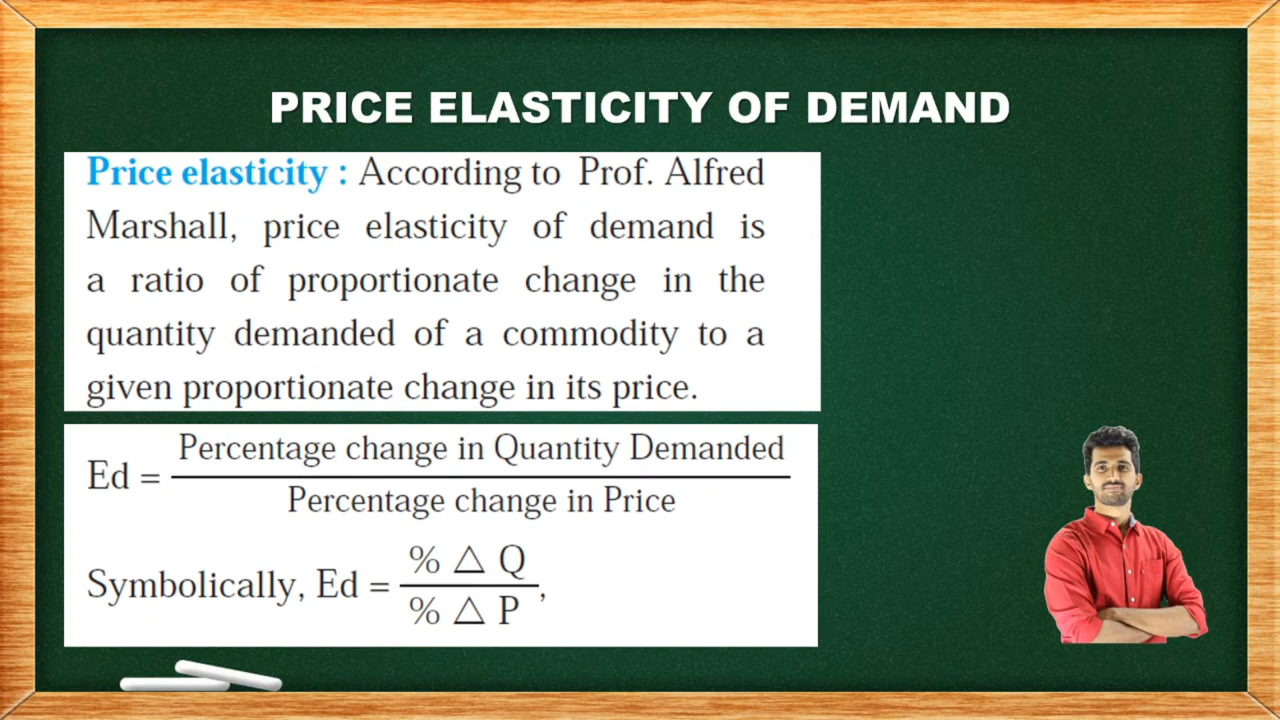 PRICE ELASTICITY OF DEMAND
Price elasticity : According to Prof. Alfred
Marshall, price elasticity of demand is
a ratio of proportionate change in the
quantity demanded of a commodity to a
given proportionate change in its price.
Ed = Percentage change in Quantity Demanded
Percentage change in Price
Symbolically, Ed = % △ Q
% △ P ,